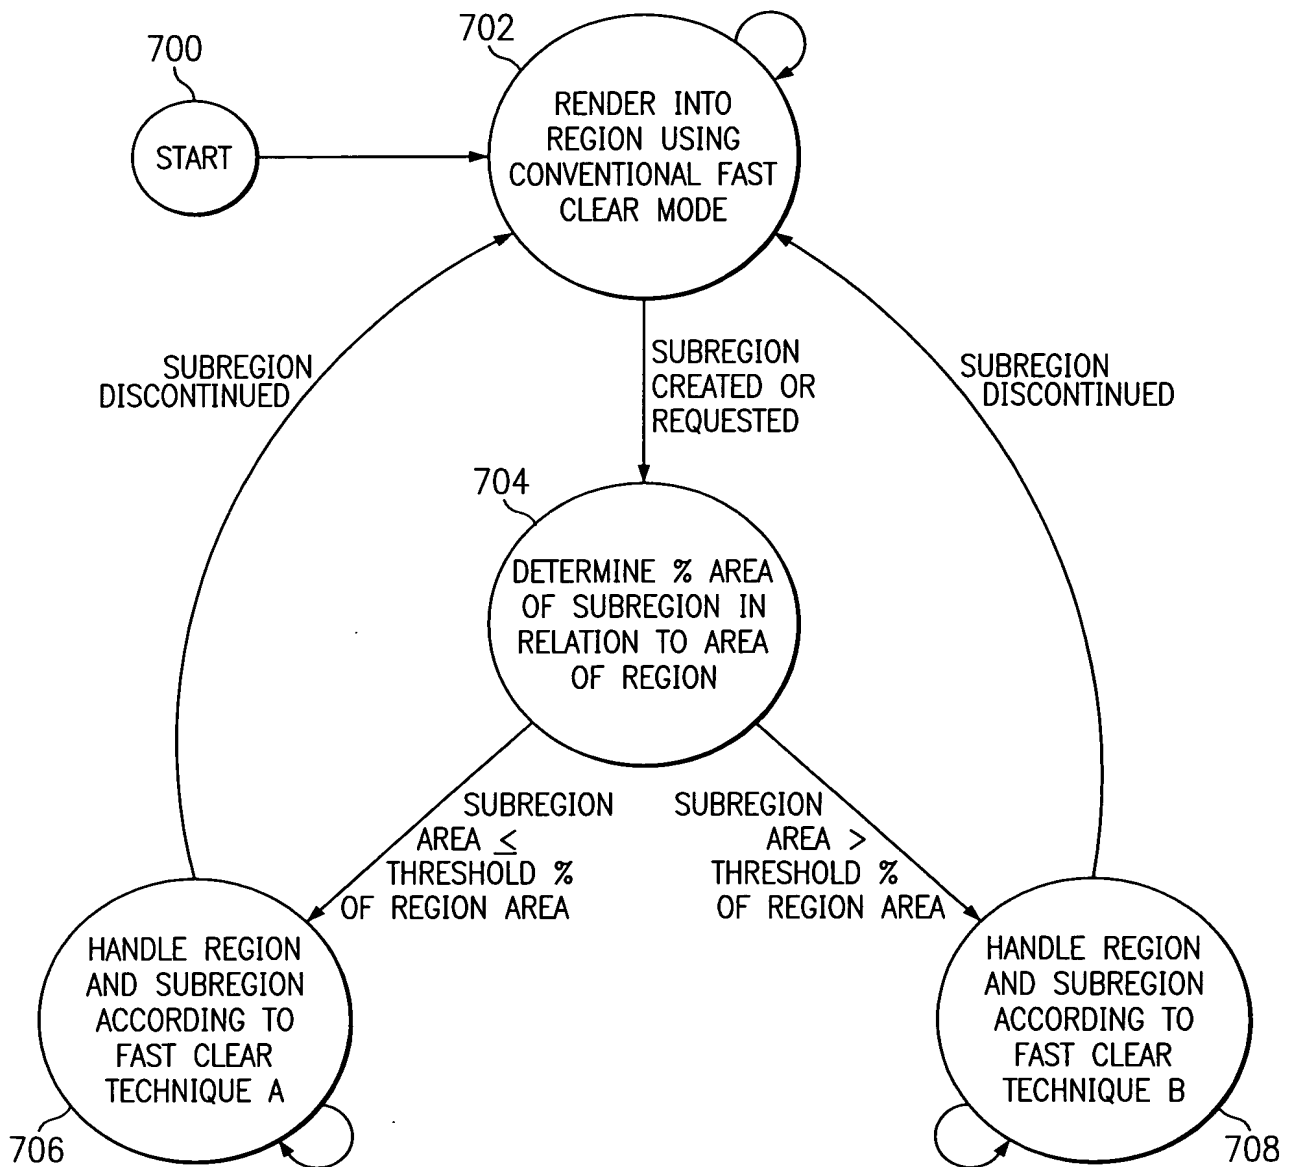 700
START
702
RENDER INTO
REGION USING
CONVENTIONAL FAST
CLEAR MODE
SUBREGION
DISCONTINUED
SUBREGION
CREATED OR
REQUESTED
SUBREGION
DISCONTINUED
704
DETERMINE % AREA
OF SUBREGION IN
RELATION TO AREA
OF REGION
SUBREGION
AREA ≤
THRESHOLD %
OF REGION AREA
SUBREGION
AREA >
THRESHOLD %
OF REGION AREA
HANDLE REGION
AND SUBREGION
ACCORDING TO
FAST CLEAR
TECHNIQUE A
706
HANDLE REGION
AND SUBREGION
ACCORDING TO
FAST CLEAR
TECHNIQUE B
708